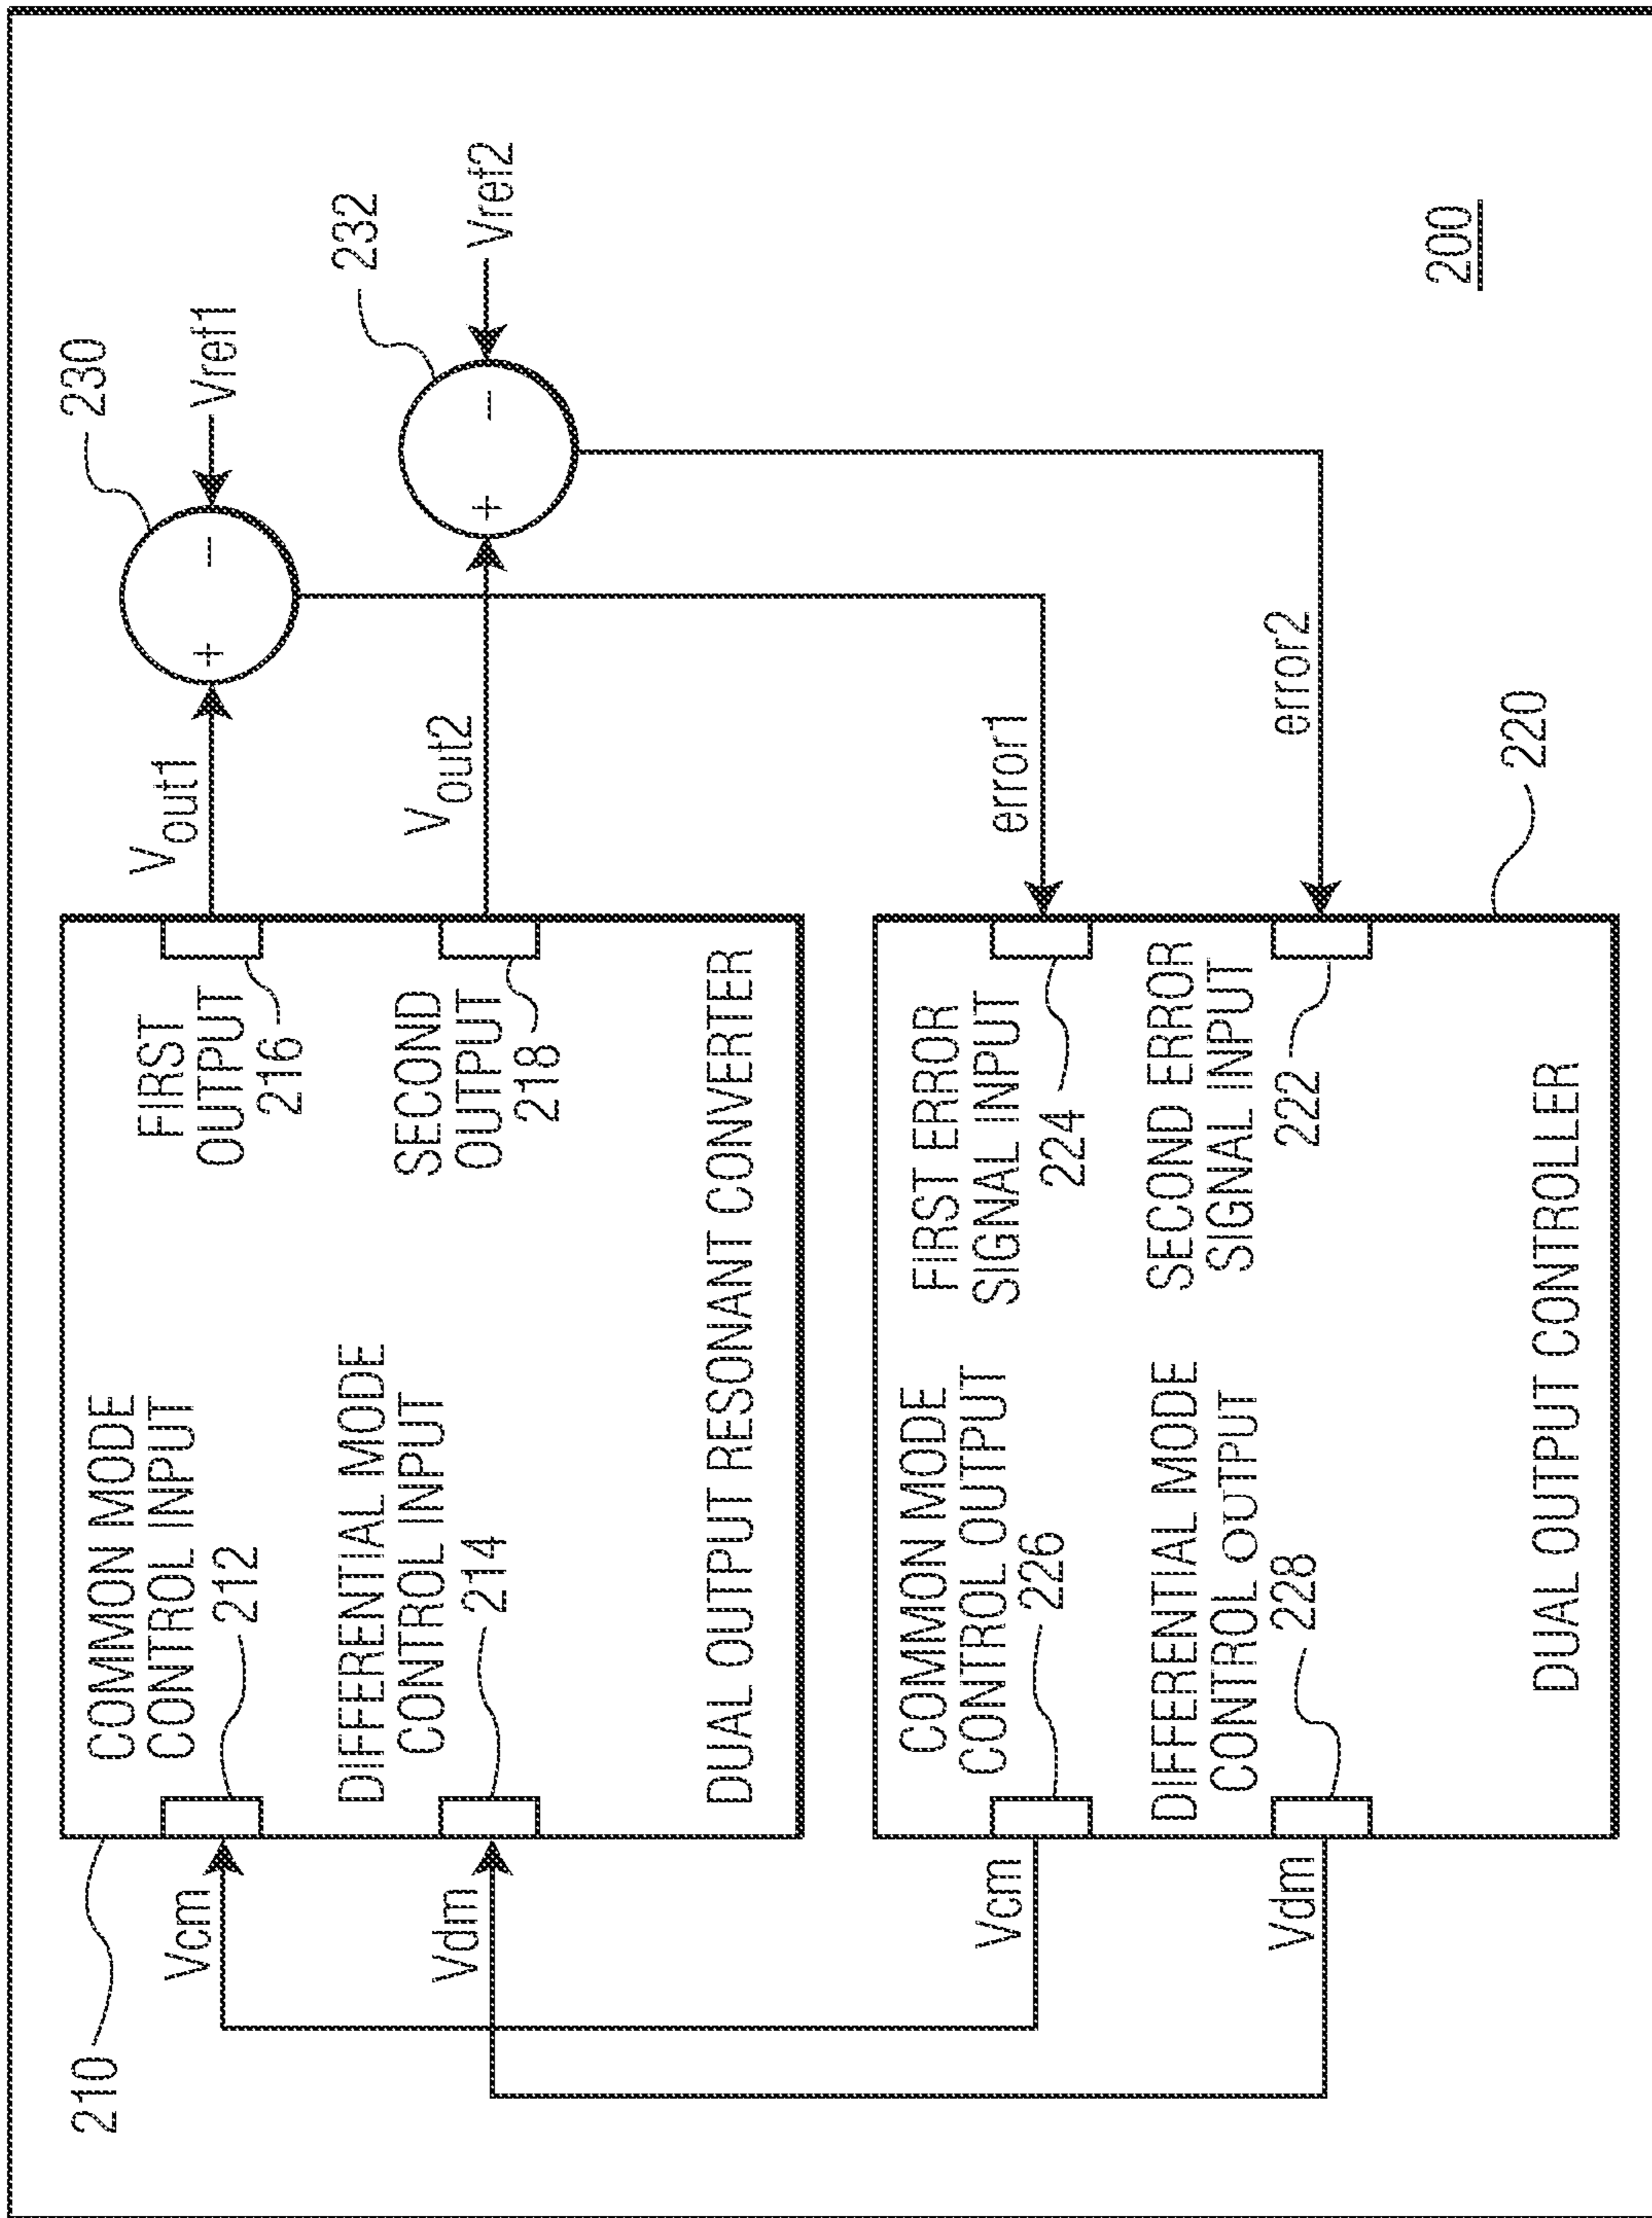 210
Vcm
COMMON MODE
CONTROL INPUT
212
Vdm
DIFFERENTIAL MODE
CONTROL INPUT
214
FIRST
OUTPUT
216
SECOND
OUTPUT
218
DUAL OUTPUT RESONANT CONVERTER
Vout1
230
Vref1
+
−
Vout2
232
Vref2
+
−
Vcm
COMMON MODE
CONTROL OUTPUT
226
Vdm
DIFFERENTIAL MODE
CONTROL OUTPUT
228
FIRST ERROR
SIGNAL INPUT
224
SECOND ERROR
SIGNAL INPUT
222
DUAL OUTPUT CONTROLLER
error1
error2
220
200